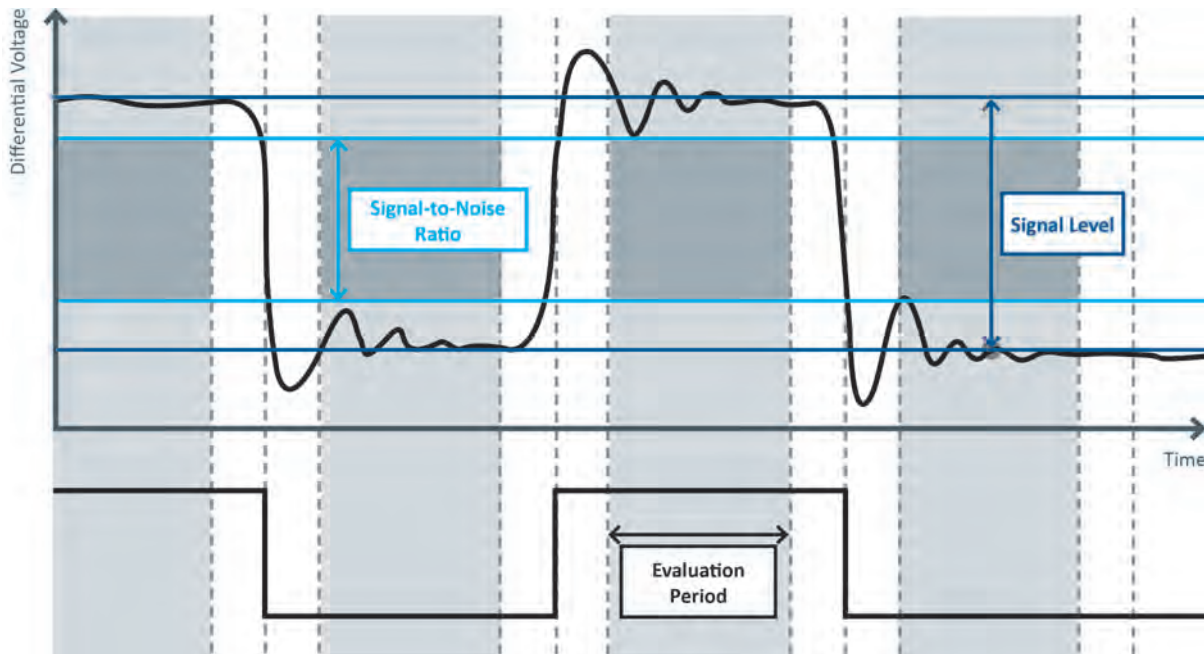 Differential Voltage
Signal-to-Noise
Ratio
Signal Level
Time
Evaluation
Period